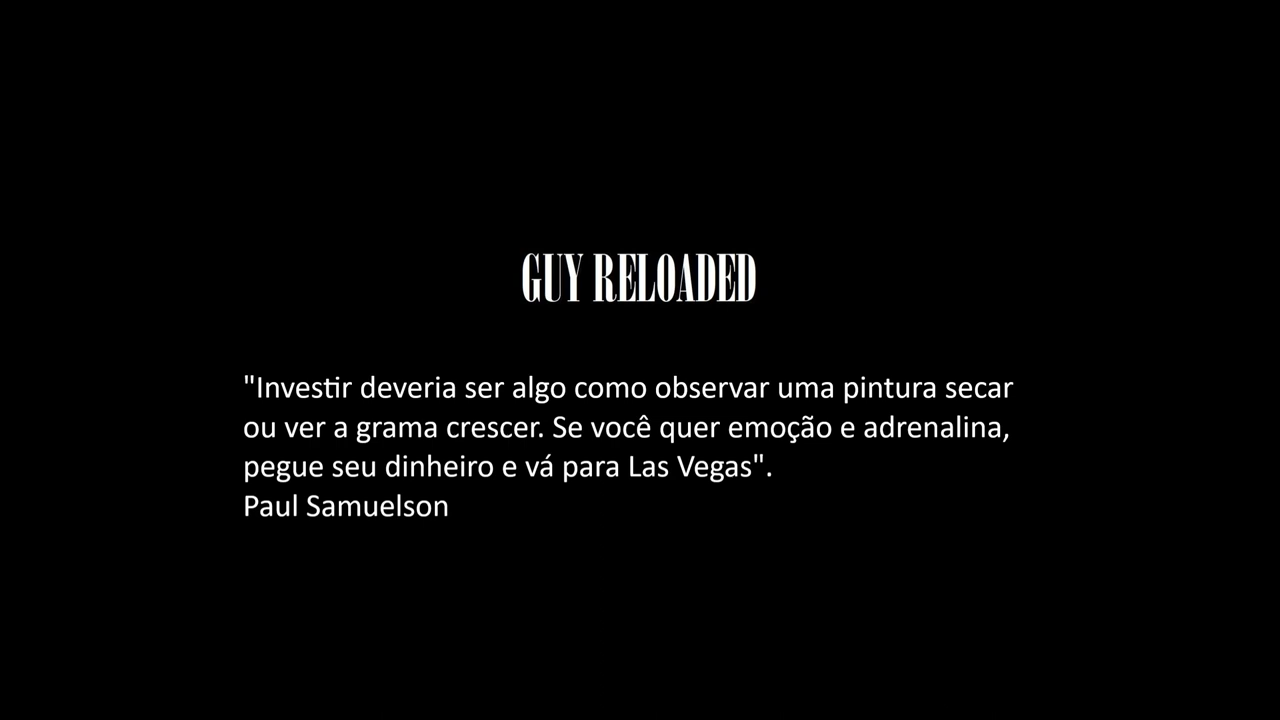 GUY RELOADED
"Investir deveria ser algo como observar uma pintura secar
ou ver a grama crescer. Se você quer emoção e adrenalina,
pegue seu dinheiro e vá para Las Vegas".
Paul Samuelson